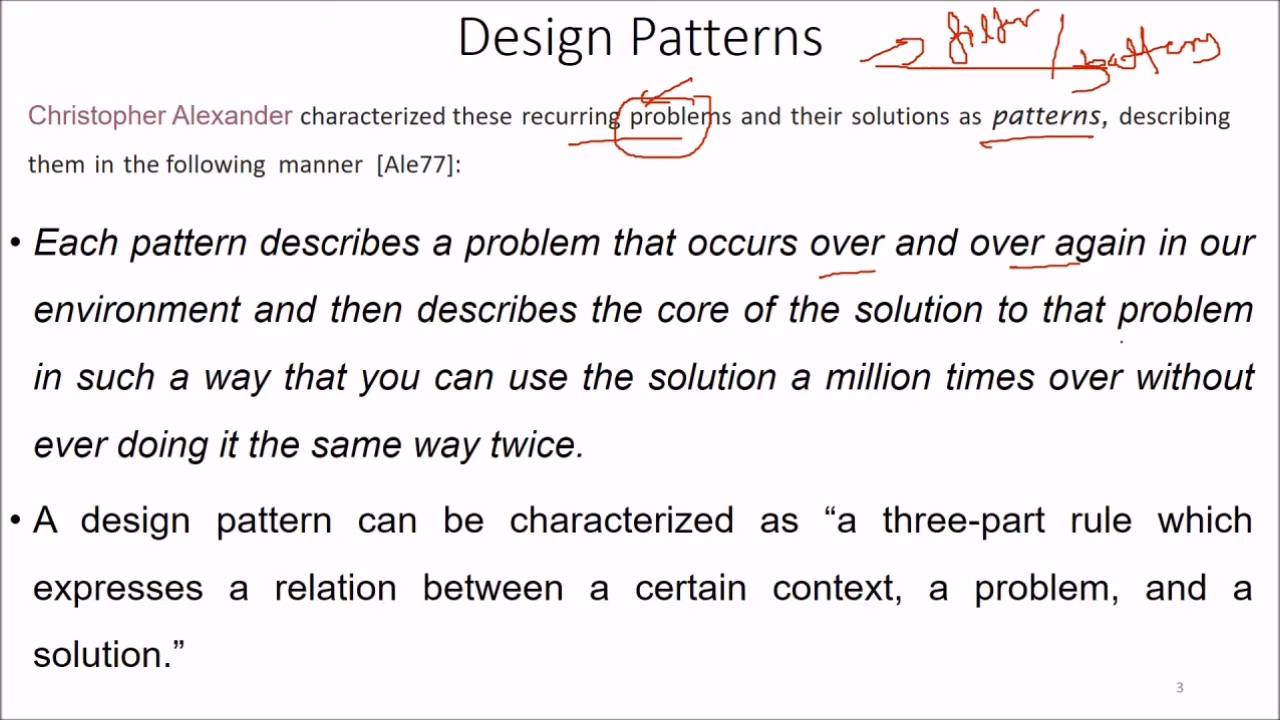 Design Patterns
Christopher Alexander characterized these recurring problems and their solutions as patterns, describing
them in the following manner [Ale77]:
• Each pattern describes a problem that occurs over and over again in our
environment and then describes the core of the solution to that problem
in such a way that you can use the solution a million times over without
ever doing it the same way twice.
• A design pattern can be characterized as “a three-part rule which
expresses a relation between a certain context, a problem, and a
solution.”
3